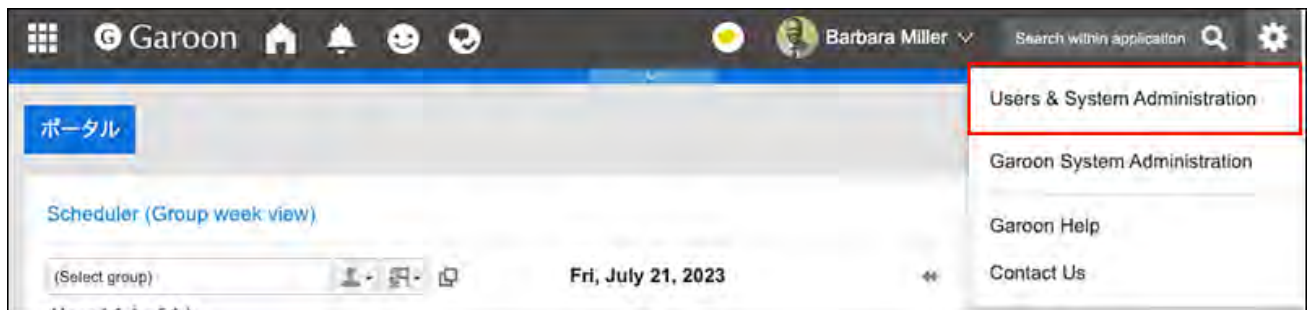 Garoon Barbara Miller Search within application
Users & System Administration
ポータル
Garoon System Administration
Scheduler (Group week view)
Garoon Help
(Select group) Fri, July 21, 2023 Contact Us